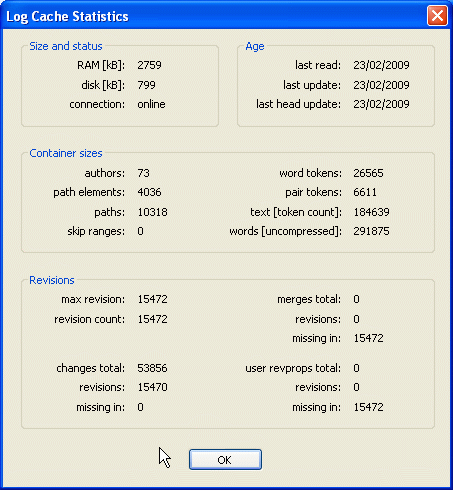 Log Cache Statistics
Size and status
RAM [kB]: 2759
disk [kB]: 799
connection: online
Age
last read: 23/02/2009
last update: 23/02/2009
last head update: 23/02/2009
Container sizes
authors: 73
path elements: 4036
paths: 10318
skip ranges: 0
word tokens: 26565
pair tokens: 6611
text [token count]: 184639
words [uncompressed]: 291875
Revisions
max revision: 15472
revision count: 15472
changes total: 53856
revisions: 15470
missing in: 0
merges total: 0
revisions: 0
missing in: 15472
user revprops total: 0
revisions: 0
missing in: 15472
OK